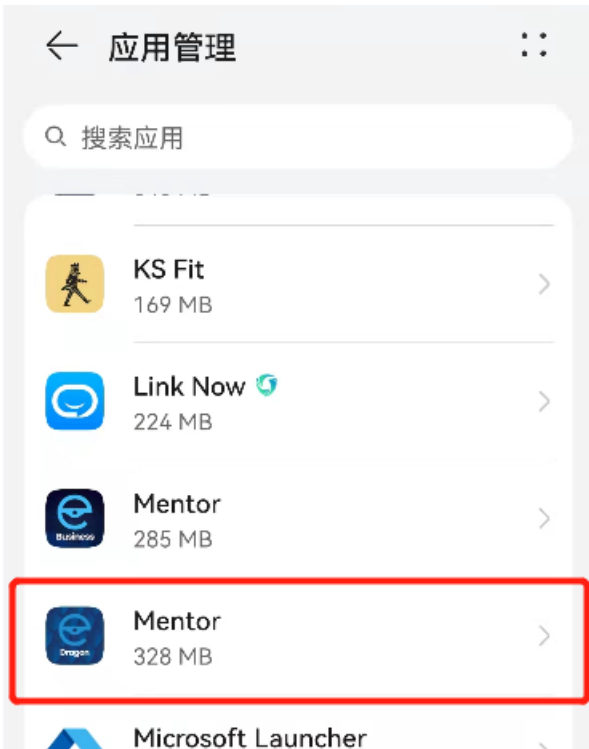 应用管理
搜索应用
KS Fit
169 MB
Link Now
224 MB
Mentor
Business
285 MB
Mentor
Dragon
328 MB
Microsoft Launcher